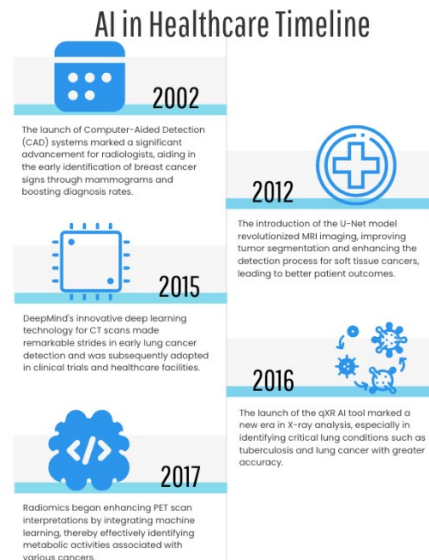 AI in Healthcare Timeline
2002
The launch of Computer-Aided Detection
(CAD) systems marked a significant
advancement for radiologists, aiding in
the early identification of breast cancer
signs through mammograms and
boosting diagnosis rates.
2012
The introduction of the U-Net model
revolutionized MRI imaging, improving
tumor segmentation and enhancing the
detection process for soft tissue cancers,
leading to better patient outcomes.
2015
DeepMind's innovative deep learning
technology for CT scans made
remarkable strides in early lung cancer
detection and was subsequently adopted
in clinical trials and healthcare facilities.
2016
The launch of the qXR AI tool marked a
new era in X-ray analysis, especially in
identifying critical lung conditions such as
tuberculosis and lung cancer with greater
accuracy.
2017
Radiomics began enhancing PET scan
interpretations by integrating machine
learning, thereby effectively identifying
metabolic activities associated with
various cancers.